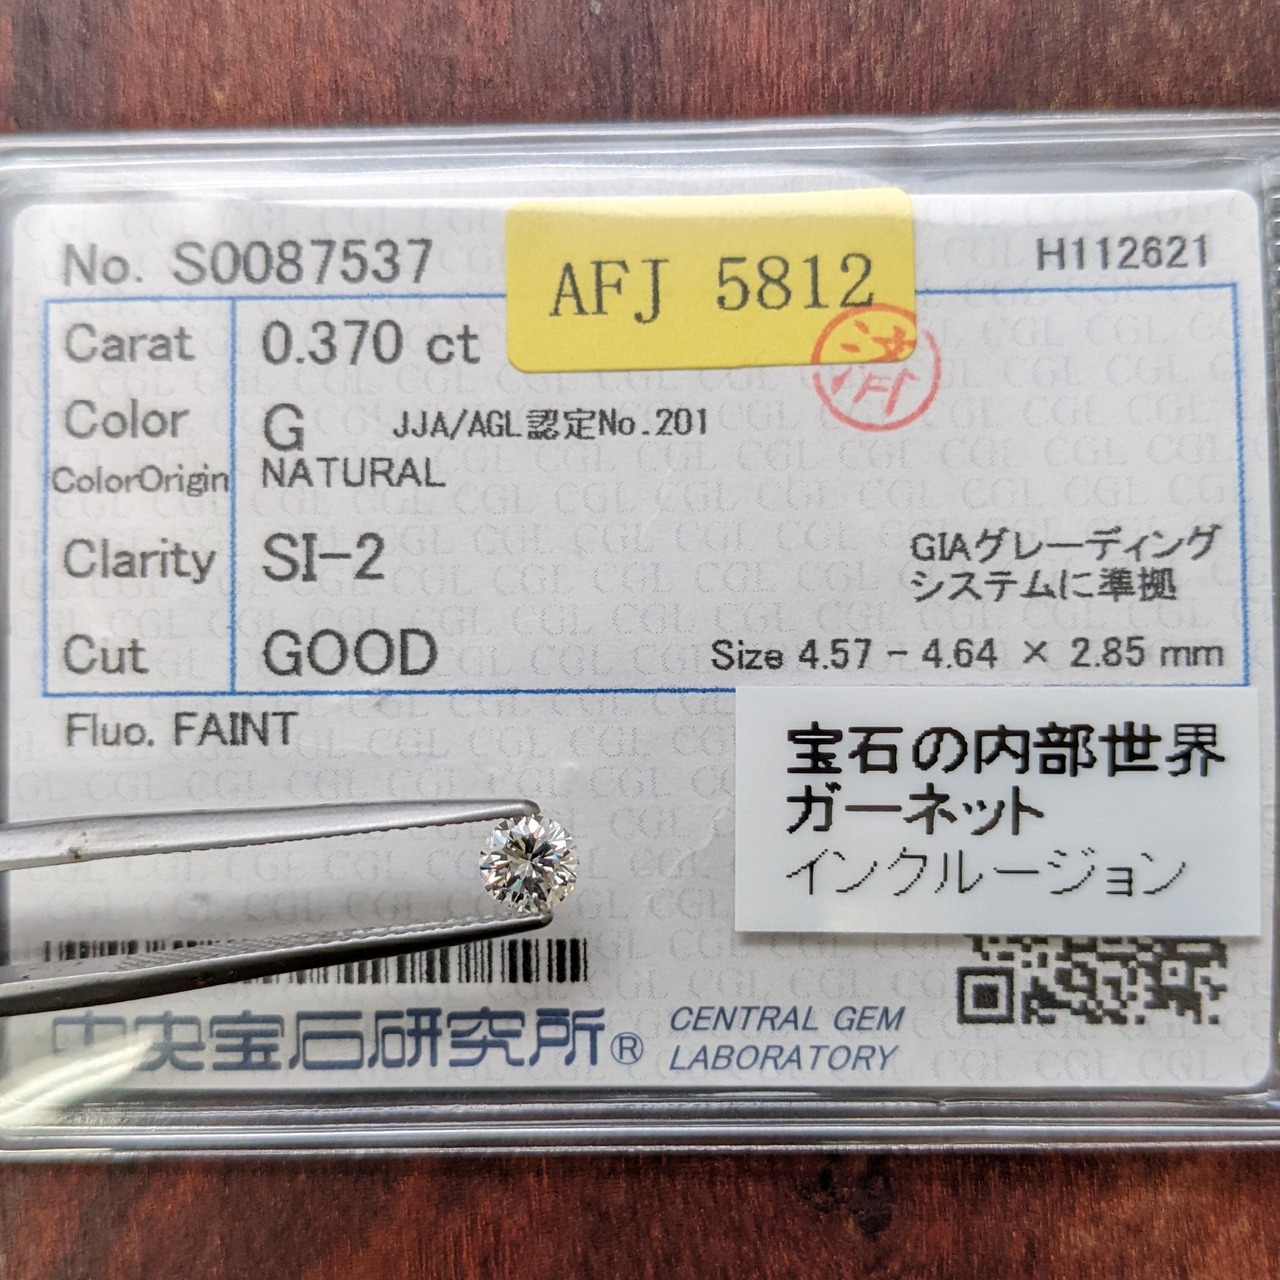 No. S0087537
AFJ 5812
H112621
済
Carat 0.370 ct
Color G JJA/AGL認定No.201
ColorOrigin NATURAL
Clarity SI-2
GIAグレーディング
システムに準拠
Cut GOOD Size 4.57 - 4.64 × 2.85 mm
Fluo. FAINT
宝石の内部世界
ガーネット
インクルージョン
中央宝石研究所® CENTRAL GEM
LABORATORY